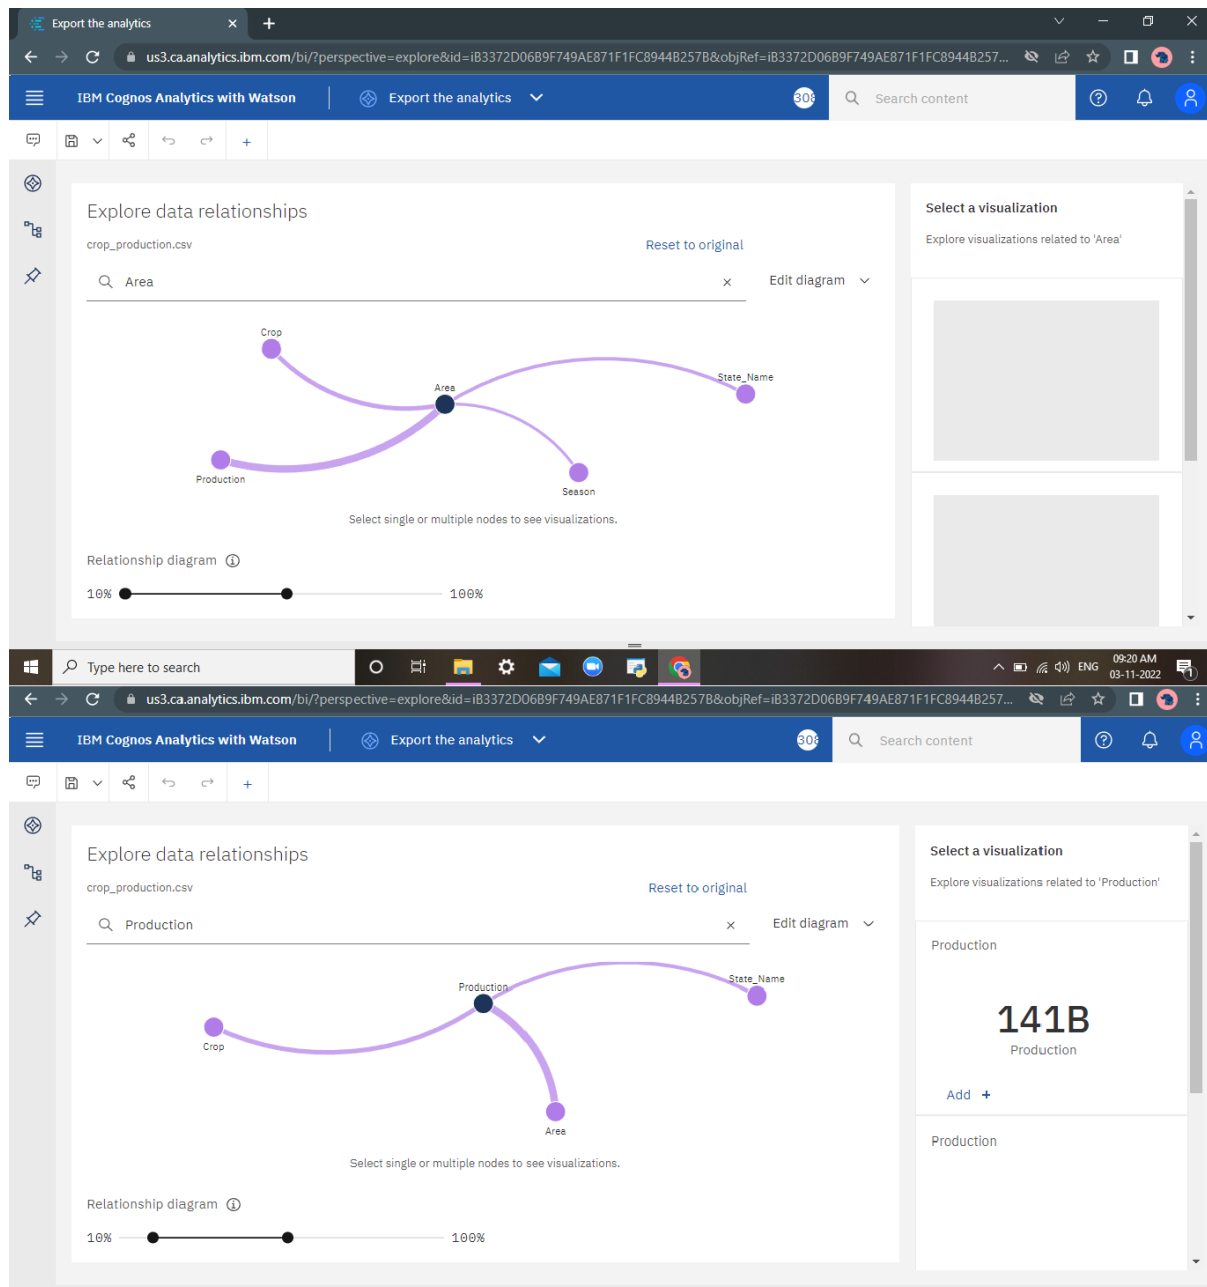 Export the analytics
us3.ca.analytics.ibm.com/bi/?perspective=explore&id=iB3372D06B9F749AE871F1FC8944B257B&objRef=iB3372D06B9F749AE871F1FC8944B257...
IBM Cognos Analytics with Watson
Export the analytics
308
Search content
Explore data relationships
crop_production.csv
Reset to original
Area
Edit diagram
Crop
Area
State_Name
Production
Season
Select single or multiple nodes to see visualizations.
Relationship diagram
10%
100%
Select a visualization
Explore visualizations related to 'Area'
Type here to search
ENG
09:20 AM
03-11-2022
1
us3.ca.analytics.ibm.com/bi/?perspective=explore&id=iB3372D06B9F749AE871F1FC8944B257B&objRef=iB3372D06B9F749AE871F1FC8944B257...
IBM Cognos Analytics with Watson
Export the analytics
308
Search content
Explore data relationships
crop_production.csv
Reset to original
Production
Edit diagram
Production
State_Name
Crop
Area
Select single or multiple nodes to see visualizations.
Relationship diagram
10%
100%
Select a visualization
Explore visualizations related to 'Production'
Production
141B
Production
Add +
Production